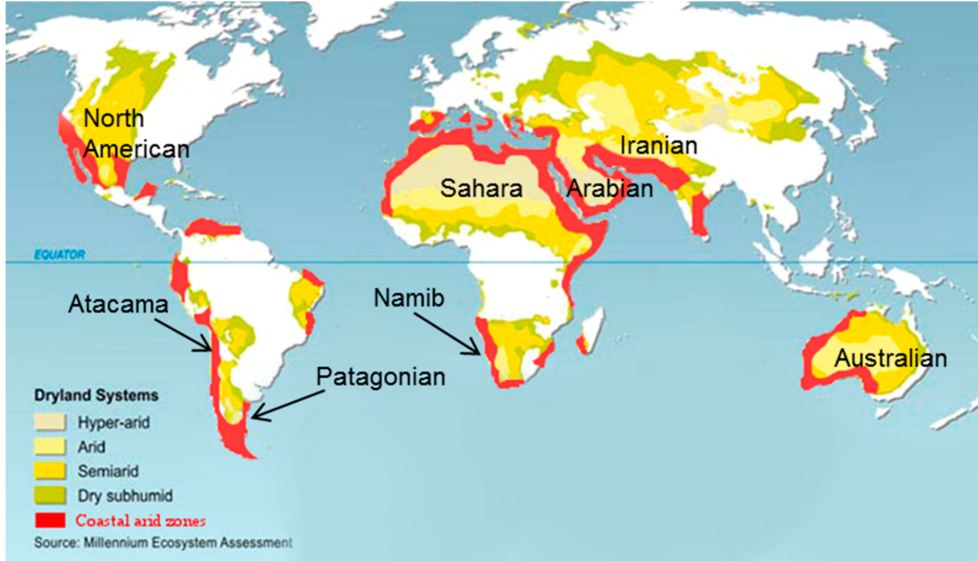 North
American
Iranian
Sahara
Arabian
EQUATOR
Atacama
Namib
Patagonian
Australian
Dryland Systems
Hyper-arid
Arid
Semiarid
Dry subhumid
Coastal arid zones
Source: Millennium Ecosystem Assessment